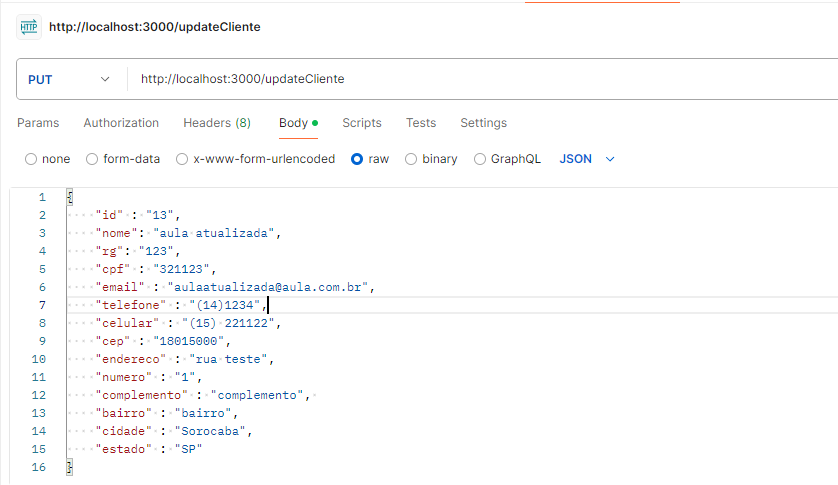 HTTP http://localhost:3000/updateCliente
PUT http://localhost:3000/updateCliente
Params Authorization Headers (8) Body Scripts Tests Settings
none form-data x-www-form-urlencoded raw binary GraphQL JSON
1 {
2 "id" : "13",
3 "nome": "aula atualizada",
4 "rg": "123",
5 "cpf" : "321123",
6 "email" : "aulaatualizada@aula.com.br",
7 "telefone" : "(14)1234",
8 "celular" : "(15) 221122",
9 "cep" : "18015000",
10 "endereco" : "rua teste",
11 "numero" : "1",
12 "complemento" : "complemento",
13 "bairro" : "bairro",
14 "cidade" : "Sorocaba",
15 "estado" : "SP"
16 }